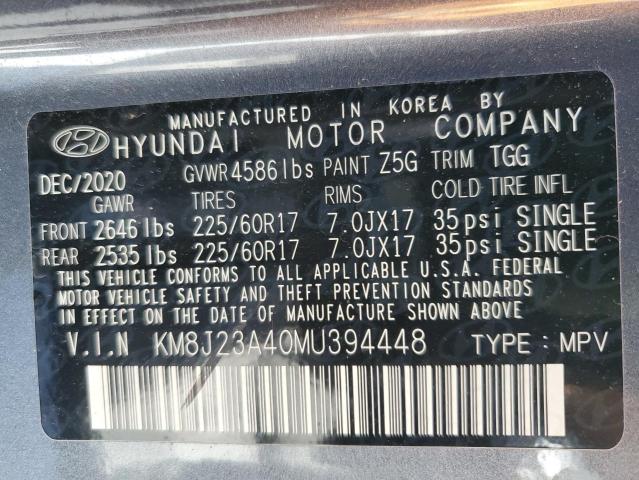 MANUFACTURED IN KOREA BY
HYUNDAI MOTOR COMPANY
DEC/2020 GVWR 4586 lbs PAINT Z5G TRIM TGG
GAWR TIRES RIMS COLD TIRE INFL
FRONT 2646 lbs 225/60R17 7.0JX17 35 psi SINGLE
REAR 2535 lbs 225/60R17 7.0JX17 35 psi SINGLE
THIS VEHICLE CONFORMS TO ALL APPLICABLE U.S.A. FEDERAL
MOTOR VEHICLE SAFETY AND THEFT PREVENTION STANDARDS
IN EFFECT ON THE DATE OF MANUFACTURE SHOWN ABOVE
V.I.N KM8J23A40MU394448 TYPE : MPV